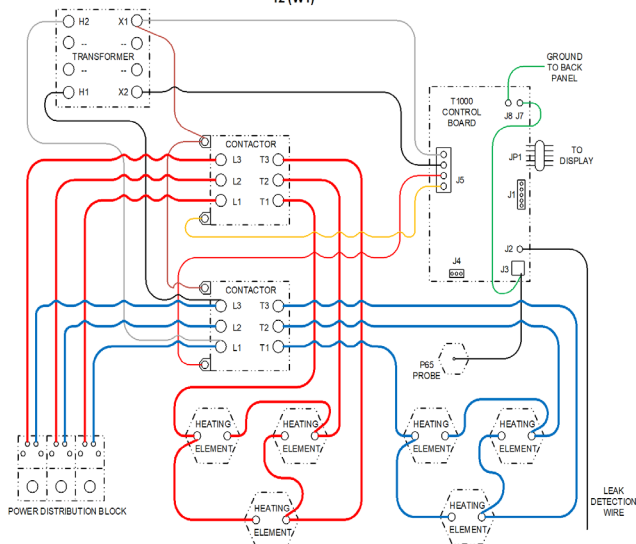 12 (W1)
H2 X1
-- --
TRANSFORMER
-- --
H1 X2
GROUND
TO BACK
PANEL
T1000
CONTROL
BOARD
J8 J7
JP1
TO
DISPLAY
J5
J1
J2
J3
J4
CONTACTOR
L3 T3
L2 T2
L1 T1
CONTACTOR
L3 T3
L2 T2
L1 T1
P65
PROBE
HEATING
ELEMENT
HEATING
ELEMENT
HEATING
ELEMENT
HEATING
ELEMENT
HEATING
ELEMENT
HEATING
ELEMENT
POWER DISTRIBUTION BLOCK
LEAK
DETECTION
WIRE